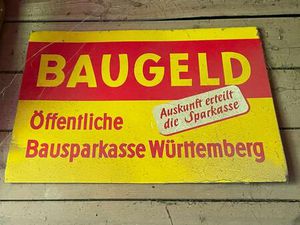 BAUGELD
Auskunft erteilt
die Sparkasse
Öffentliche
Bausparkasse Württemberg